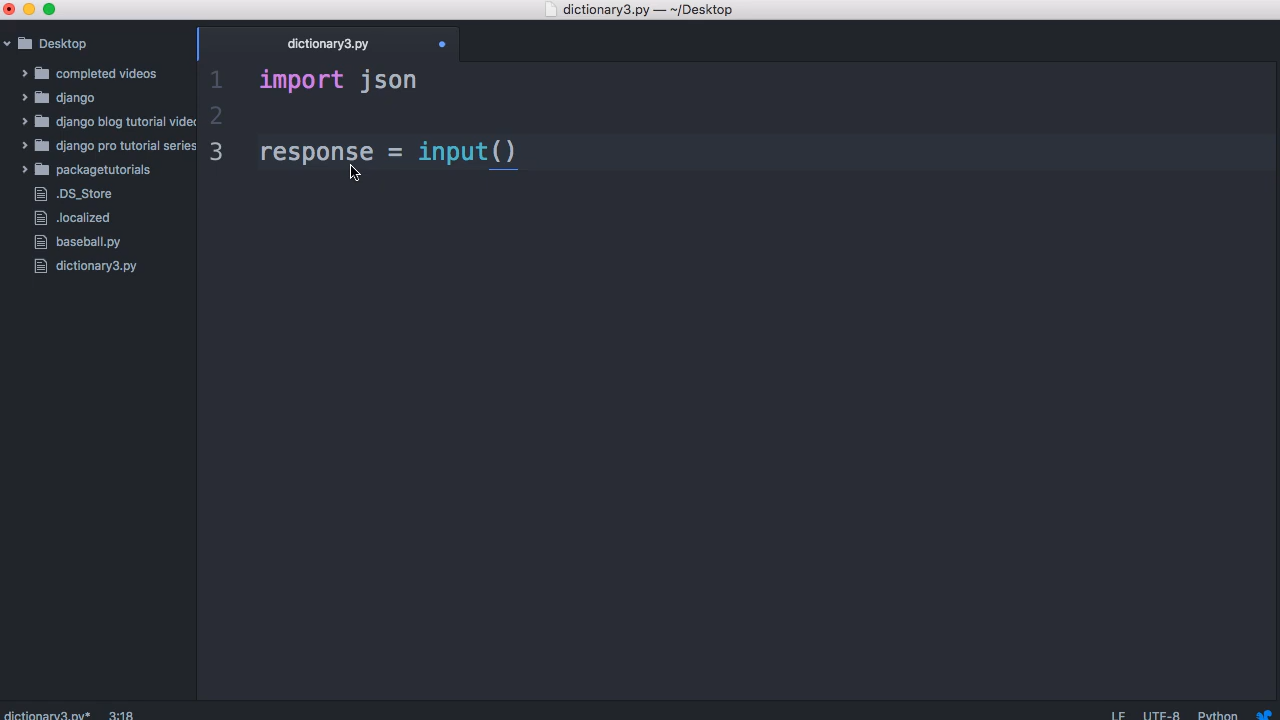 dictionary3.py — ~/Desktop
Desktop
completed videos
django
django blog tutorial vide
django pro tutorial series
packagetutorials
.DS_Store
.localized
baseball.py
dictionary3.py
dictionary3.py
1 import json
2
3 response = input()
dictionary3.py* 3:18 LF UTF-8 Python